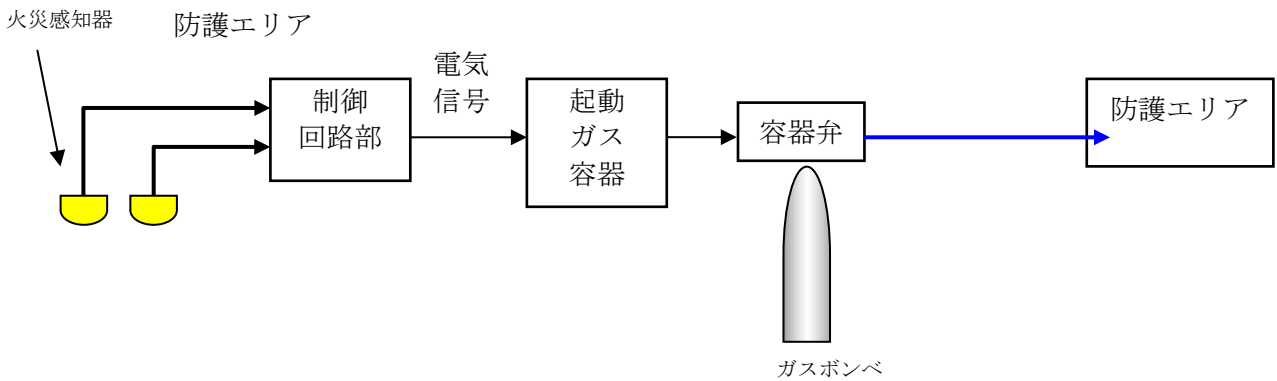 火災感知器
防護エリア
電気
信号
制御
回路部
起動
ガス
容器
容器弁
防護エリア
ガスボンベ